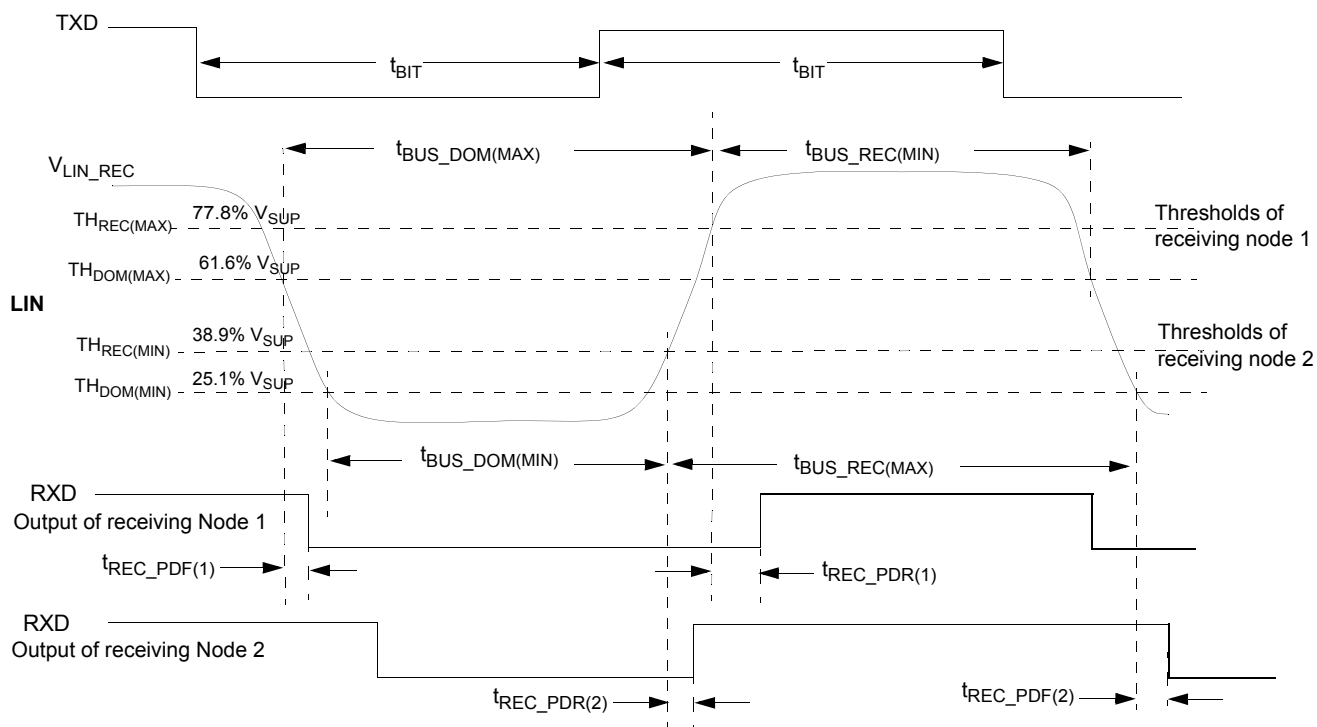 TXD
tBIT
tBIT
tBUS_DOM(MAX)
tBUS_REC(MIN)
VLIN_REC
THREC(MAX) 77.8% VSUP
Thresholds of
receiving node 1
THDOM(MAX) 61.6% VSUP
LIN
THREC(MIN) 38.9% VSUP
Thresholds of
receiving node 2
THDOM(MIN) 25.1% VSUP
tBUS_DOM(MIN)
tBUS_REC(MAX)
RXD
Output of receiving Node 1
tREC_PDF(1)
tREC_PDR(1)
RXD
Output of receiving Node 2
tREC_PDR(2)
tREC_PDF(2)